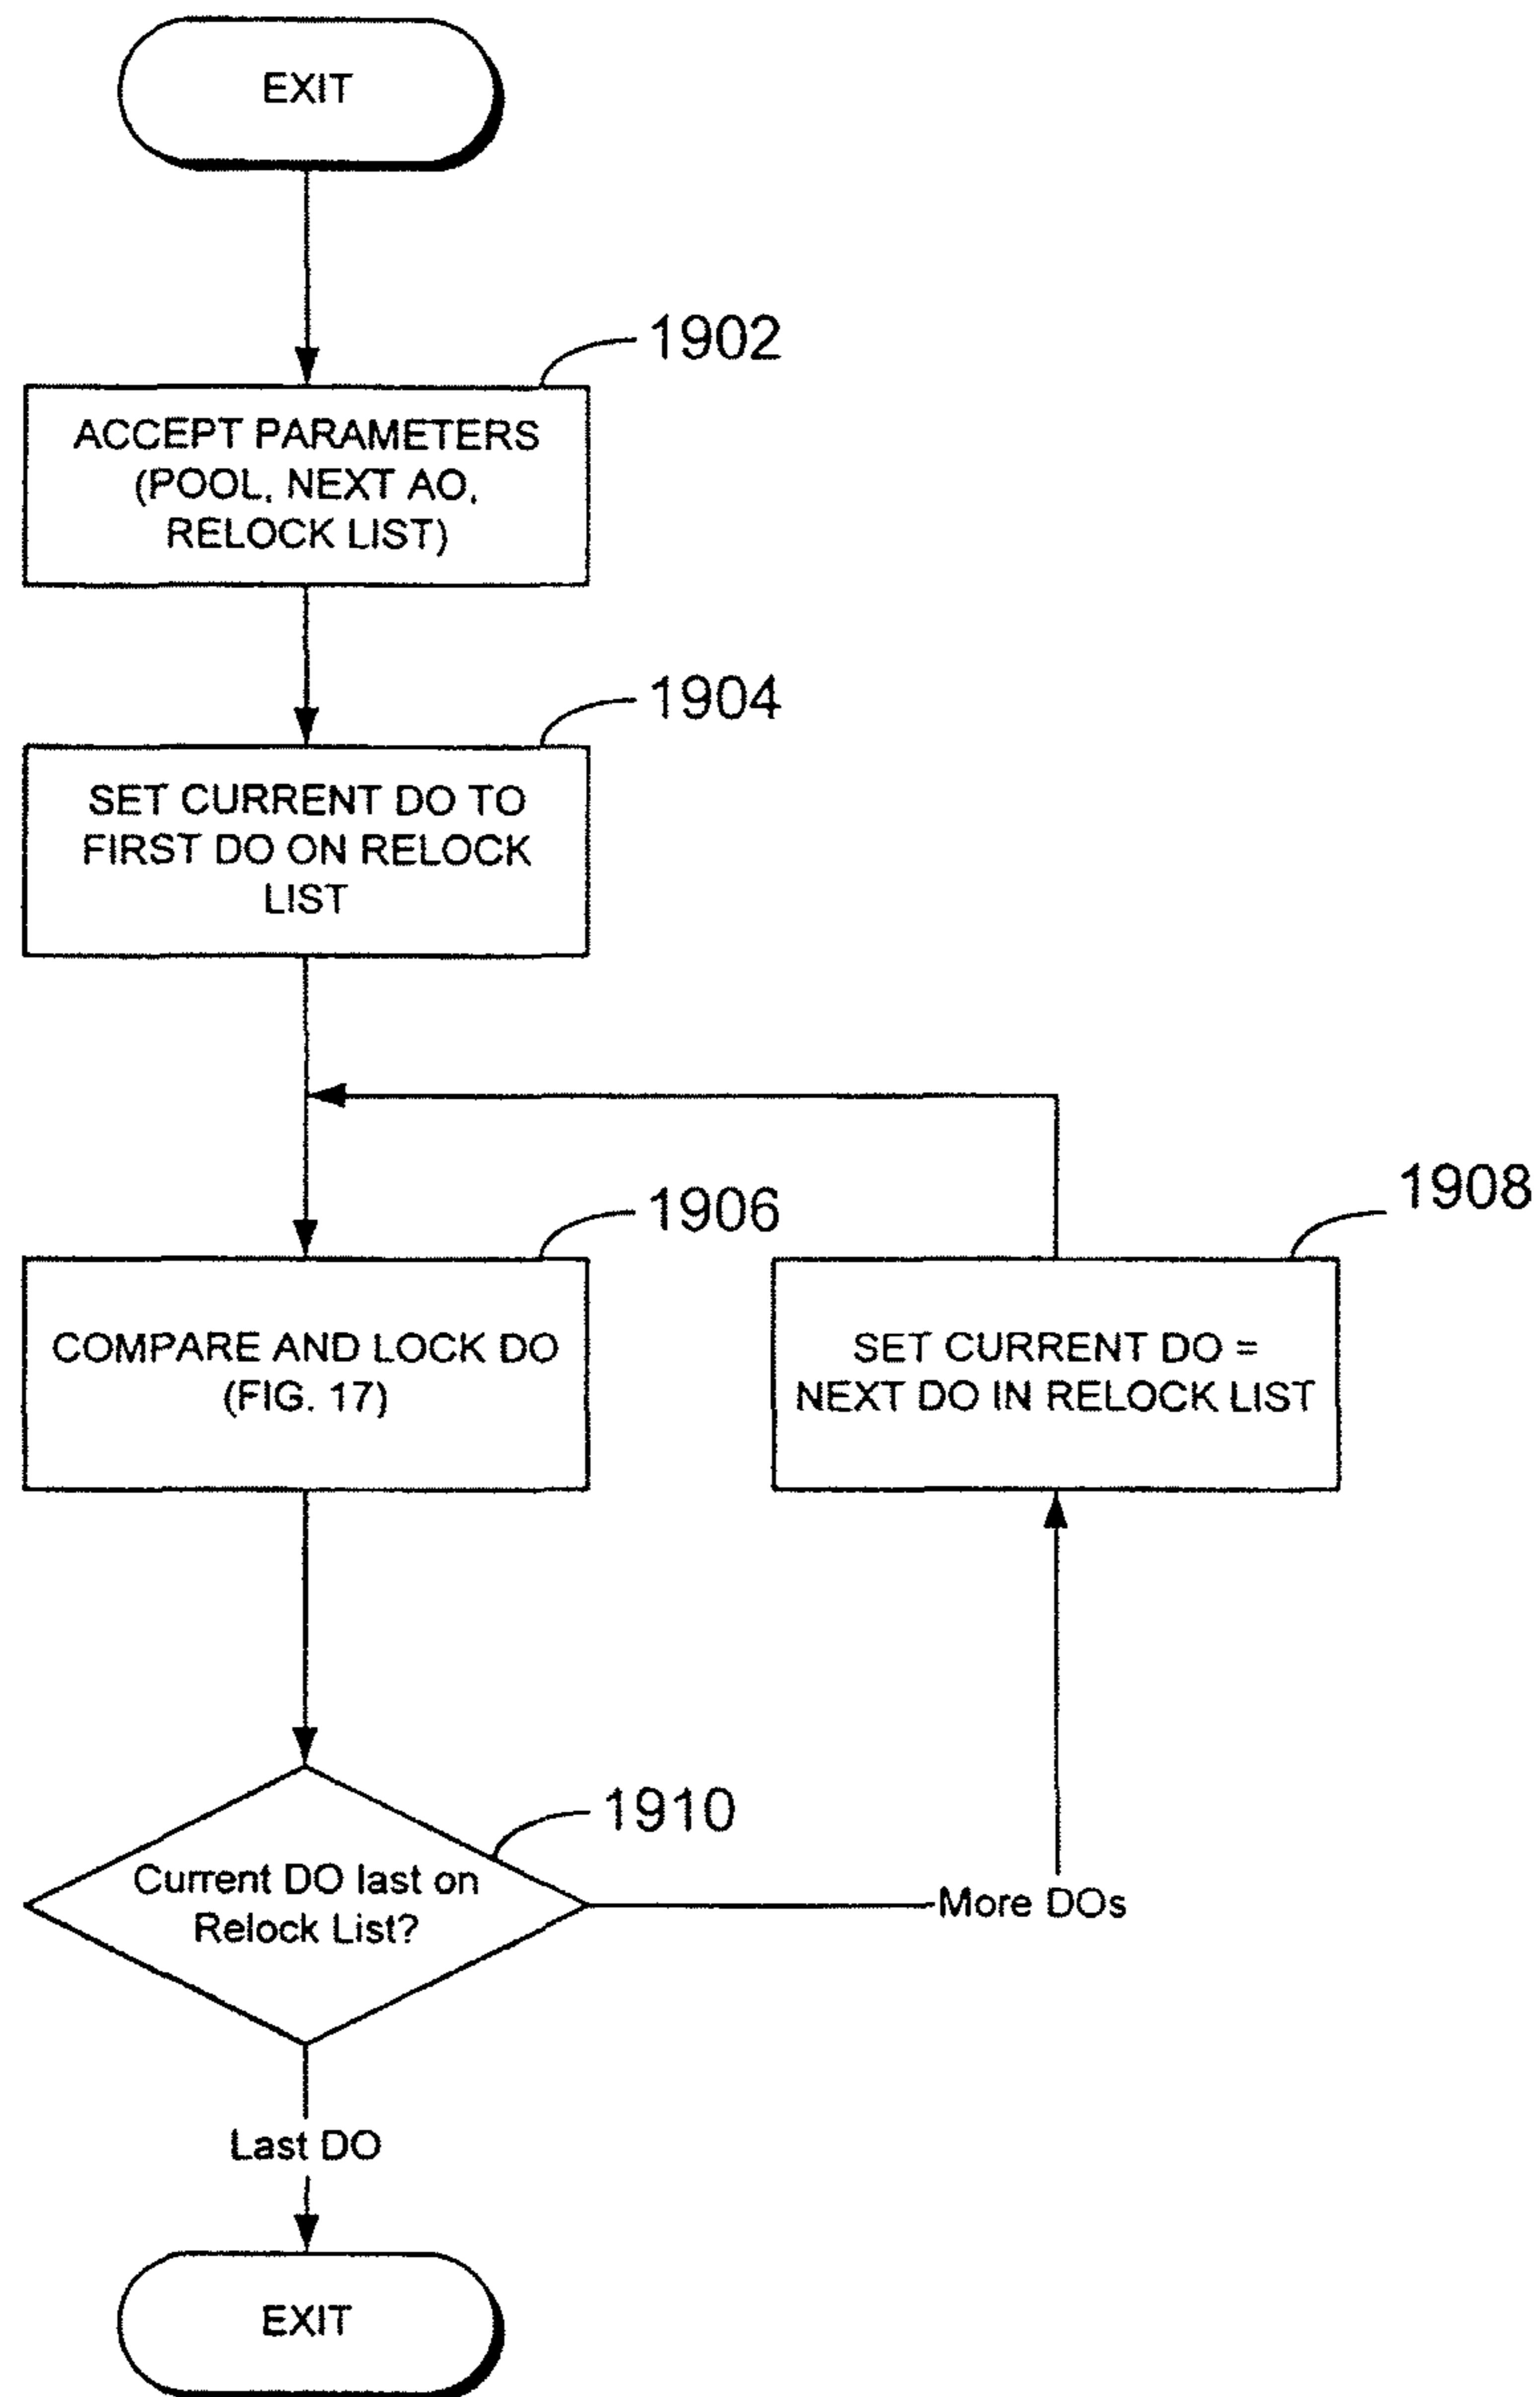 EXIT
1902
ACCEPT PARAMETERS
(POOL, NEXT AO,
RELOCK LIST)
1904
SET CURRENT DO TO
FIRST DO ON RELOCK
LIST
1906
COMPARE AND LOCK DO
(FIG. 17)
1908
SET CURRENT DO =
NEXT DO IN RELOCK LIST
1910
Current DO last on
Relock List?
More DOs
Last DO
EXIT